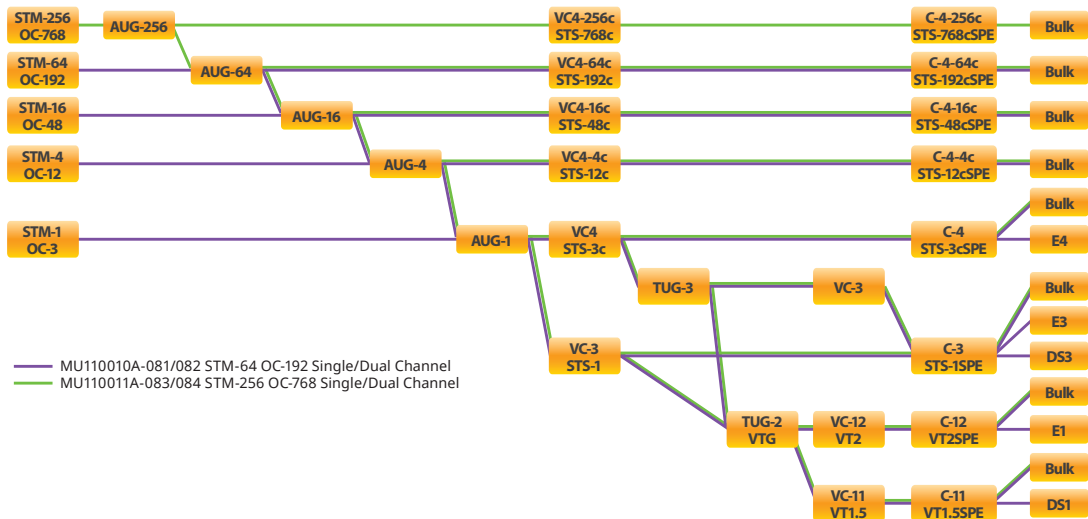 STM-256
OC-768
AUG-256
VC4-256c
STS-768c
C-4-256c
STS-768cSPE
Bulk
STM-64
OC-192
AUG-64
VC4-64c
STS-192c
C-4-64c
STS-192cSPE
Bulk
STM-16
OC-48
AUG-16
VC4-16c
STS-48c
C-4-16c
STS-48cSPE
Bulk
STM-4
OC-12
AUG-4
VC4-4c
STS-12c
C-4-4c
STS-12cSPE
Bulk
Bulk
STM-1
OC-3
AUG-1
VC4
STS-3c
C-4
STS-3cSPE
E4
TUG-3
VC-3
Bulk
E3
VC-3
STS-1
C-3
STS-1SPE
DS3
MU110010A-081/082 STM-64 OC-192 Single/Dual Channel
MU110011A-083/084 STM-256 OC-768 Single/Dual Channel
Bulk
TUG-2
VTG
VC-12
VT2
C-12
VT2SPE
E1
Bulk
VC-11
VT1.5
C-11
VT1.5SPE
DS1